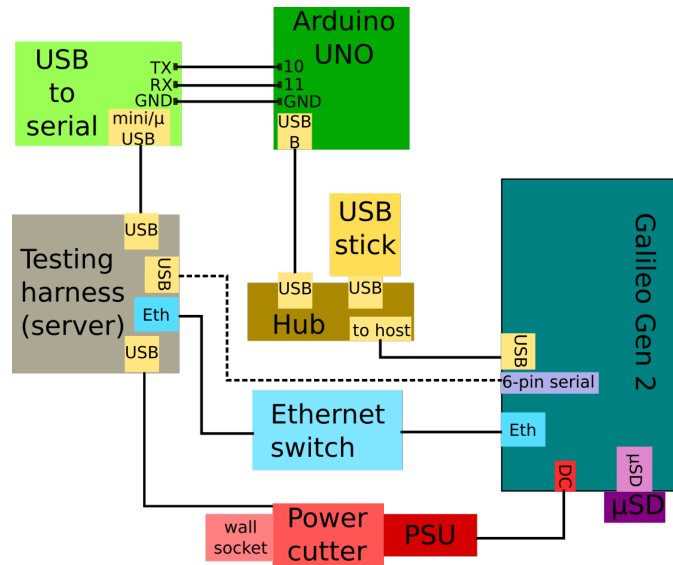 USB
to
serial
TX
RX
GND
mini/μ
USB
Arduino
UNO
10
11
GND
USB
B
Testing
harness
(server)
USB
USB
Eth
USB
USB
stick
USB
USB
Hub
to host
Galileo Gen 2
USB
6-pin serial
Eth
DC
μSD
μSD
Ethernet
switch
wall
socket
Power
cutter
PSU